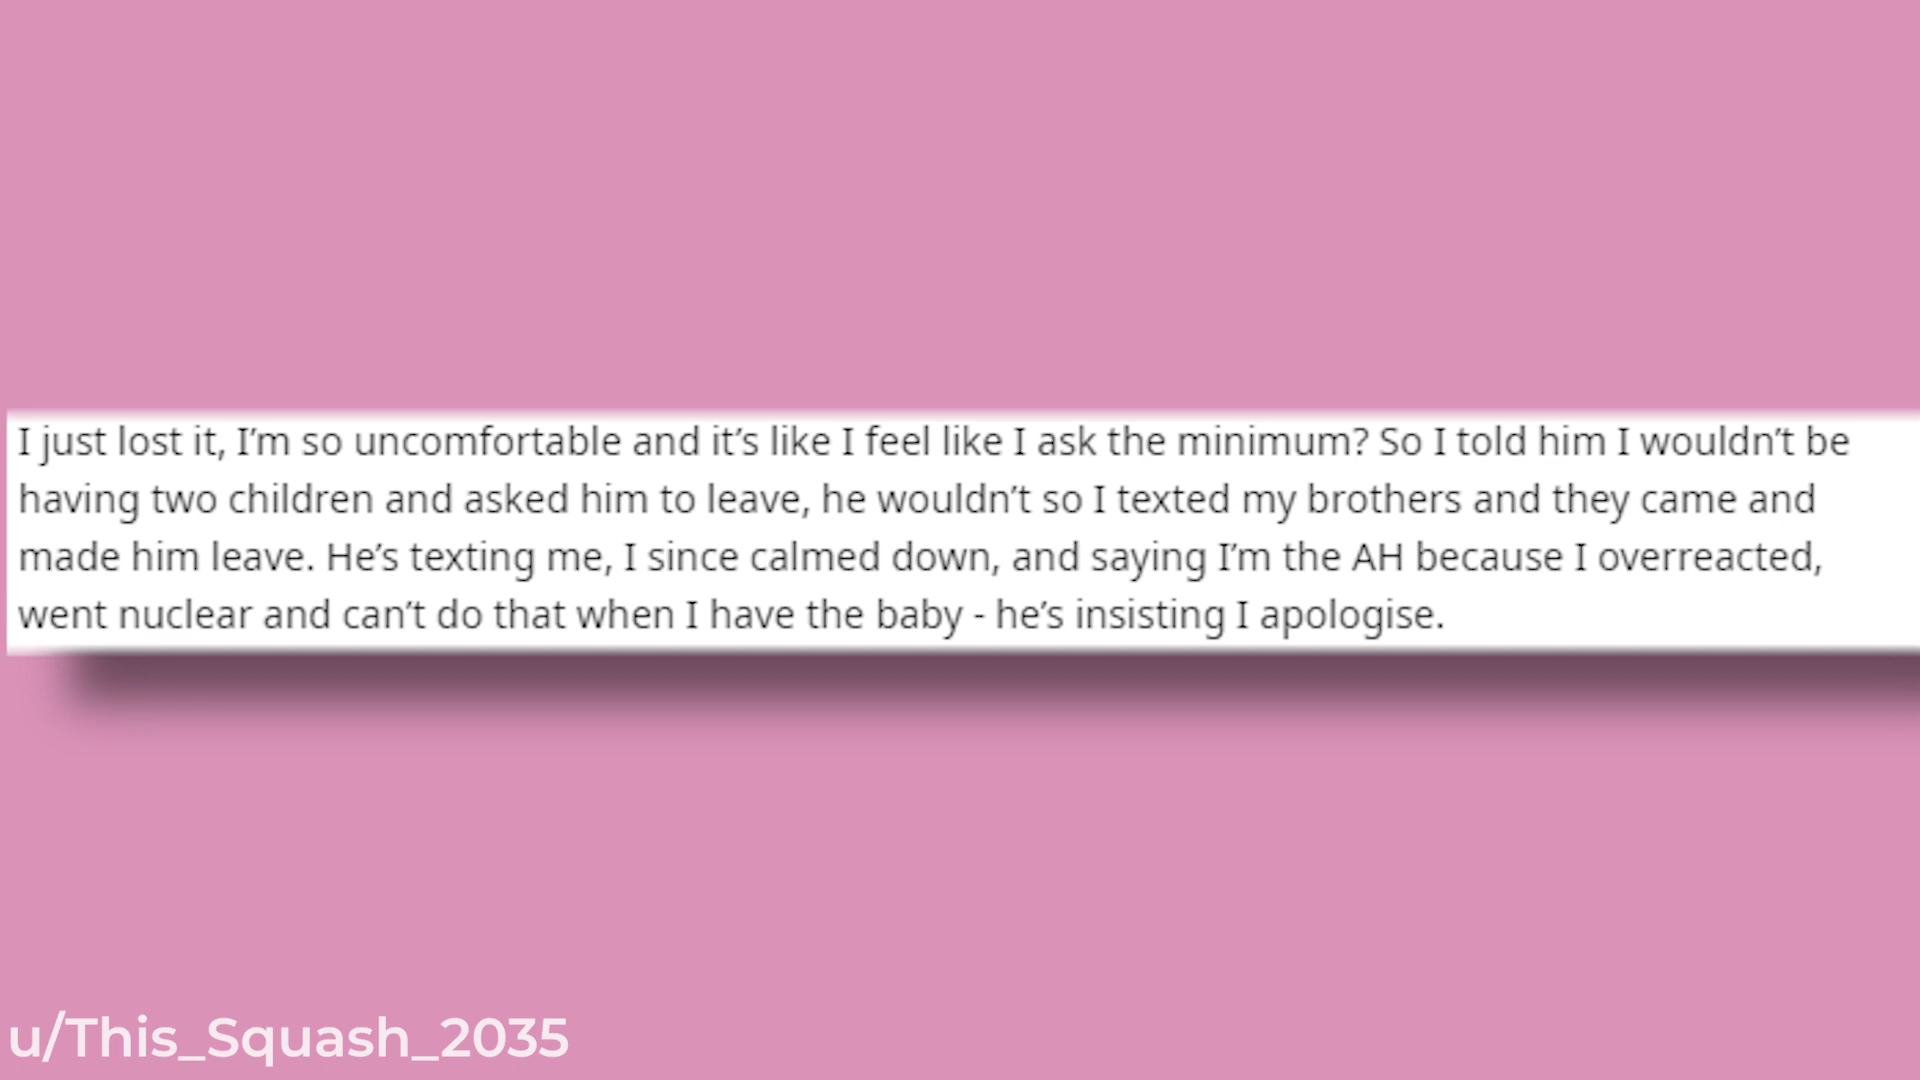 I just lost it, I’m so uncomfortable and it’s like I feel like I ask the minimum? So I told him I wouldn’t be
having two children and asked him to leave, he wouldn’t so I texted my brothers and they came and
made him leave. He’s texting me, I since calmed down, and saying I’m the AH because I overreacted,
went nuclear and can’t do that when I have the baby - he’s insisting I apologise.
u/This_Squash_2035